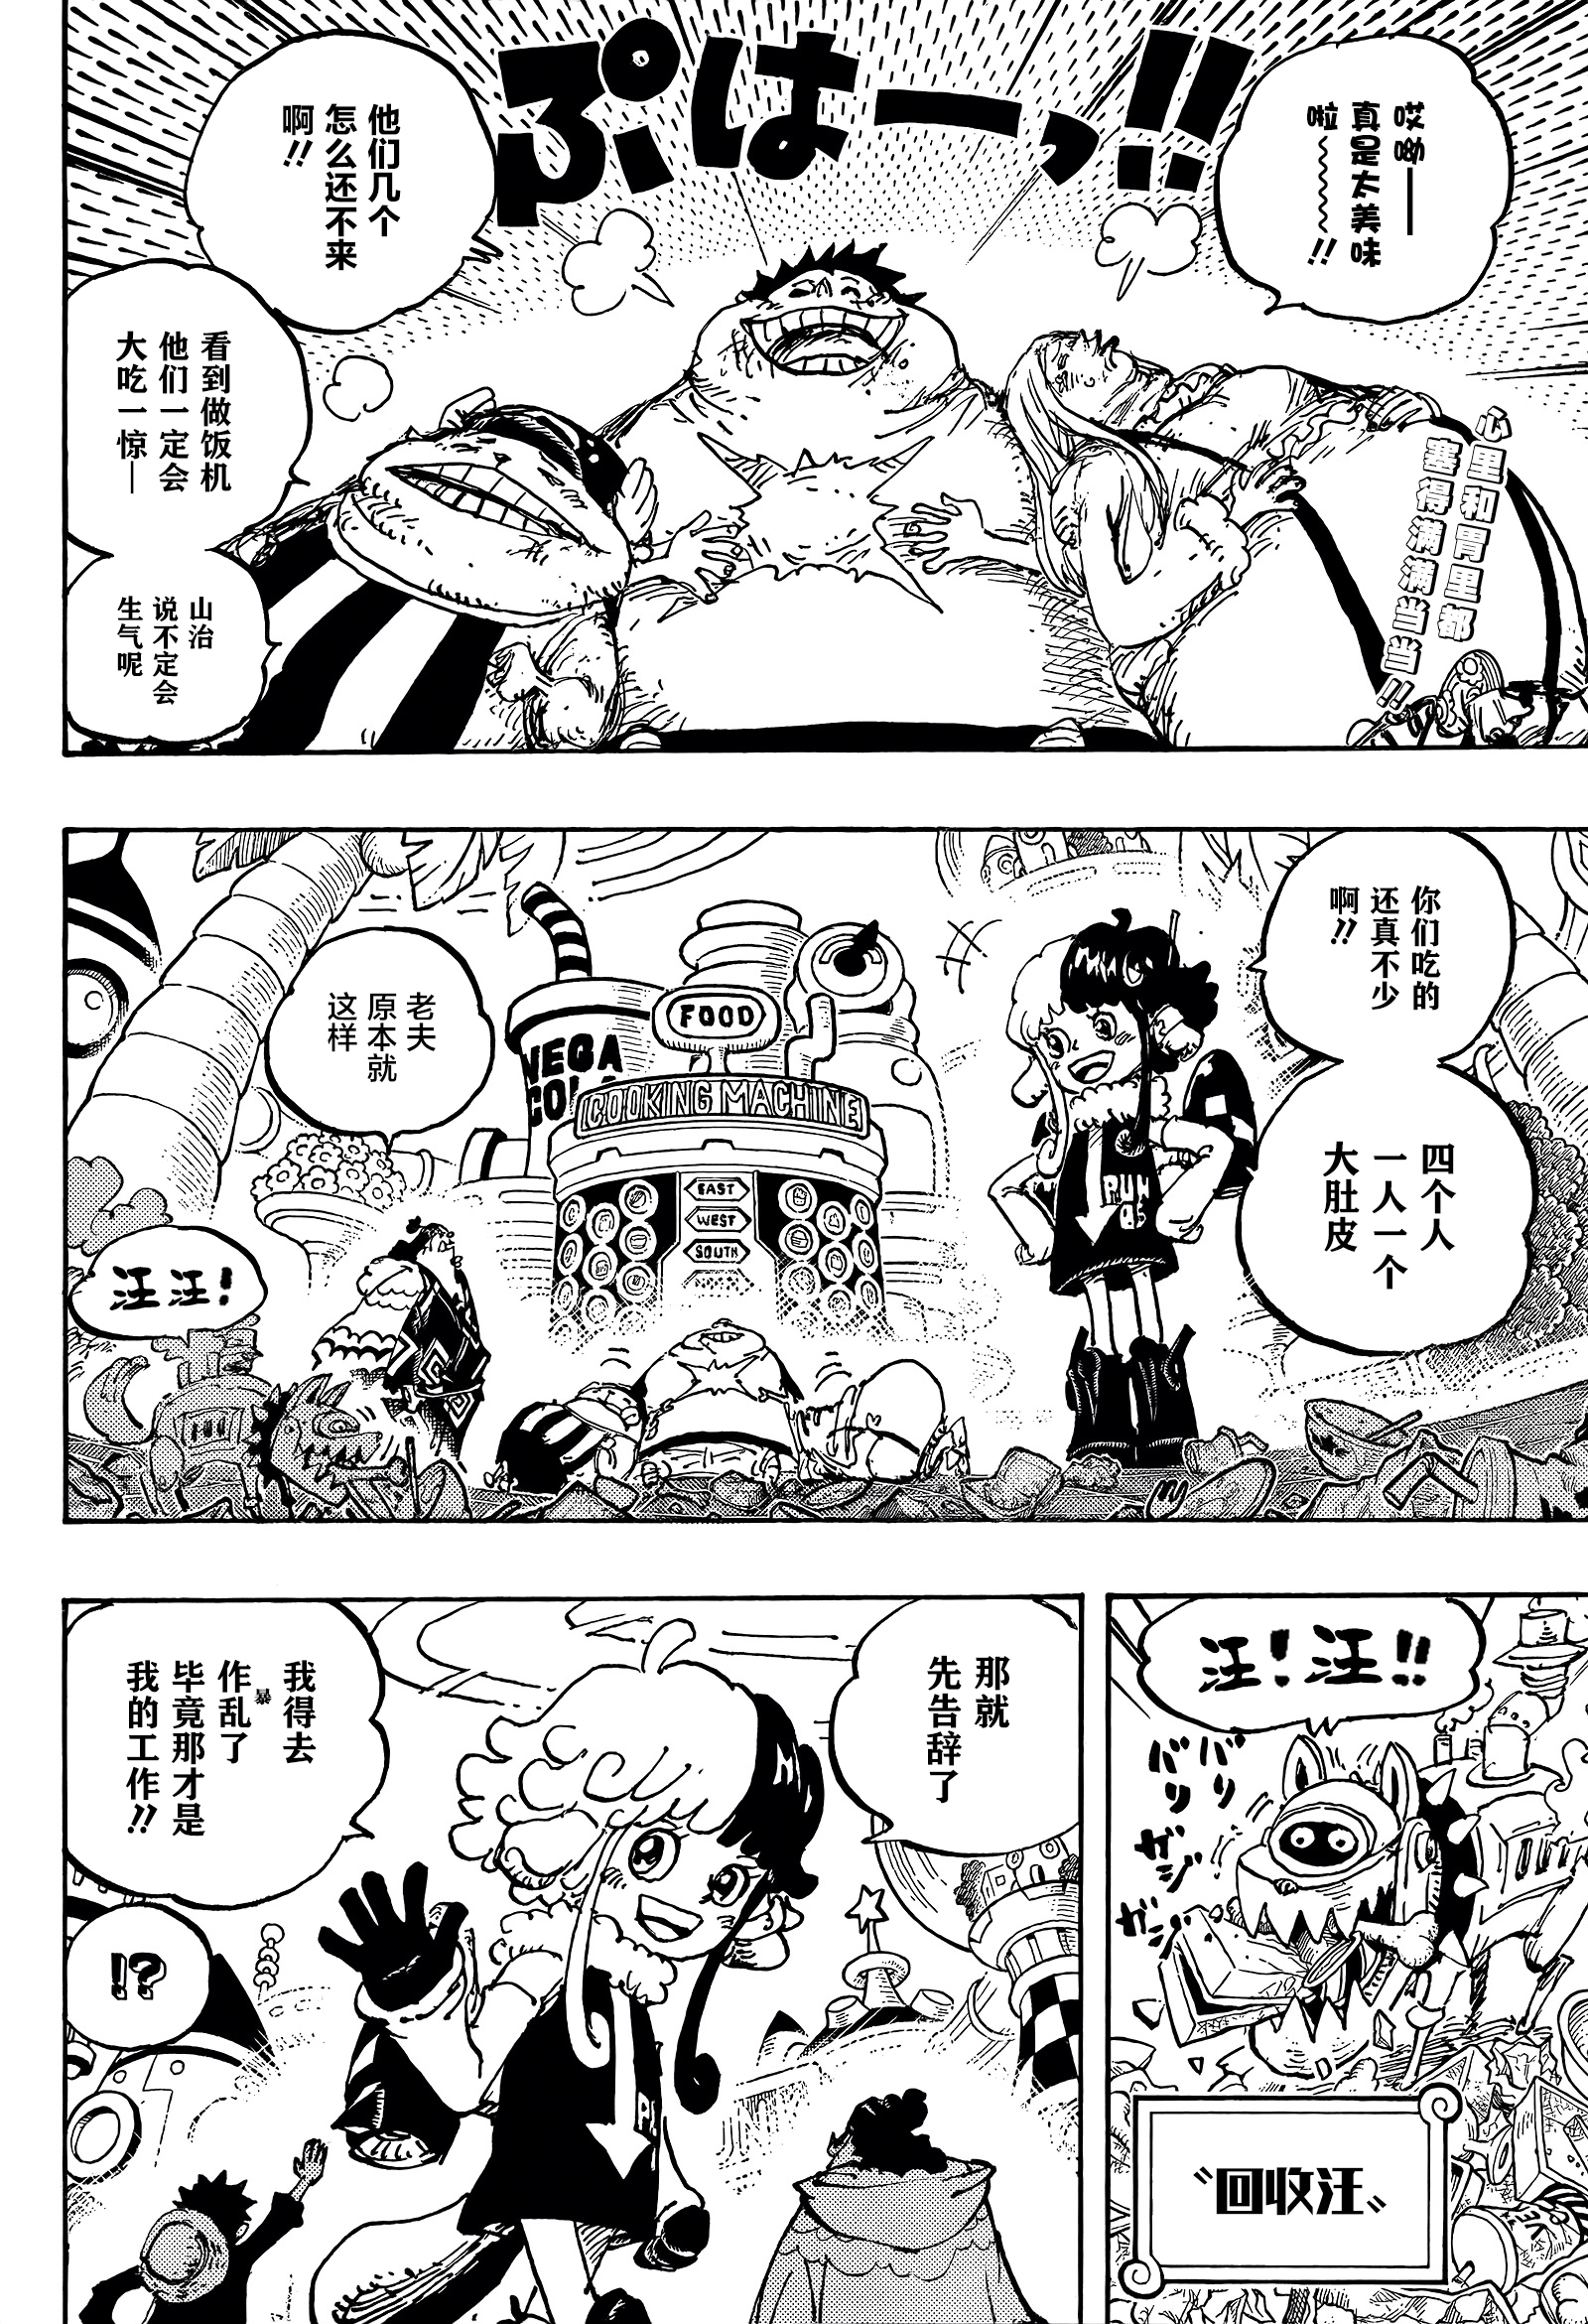 哎呦——
真是太美味
啦~~~~!!
ぷはーっ!!
他们几个
怎么还不来
啊!!
心里和胃里都
塞得满满当当!!
看到做饭机
他们一定会
大吃一惊—
山治
说不定会
生气呢
你们吃的
还真不少
啊!!
四个人
一人一个
大肚皮
老夫
原本就
这样
FOOD
COOKING MACHINE
EAST
WEST
SOUTH
PUN
汪汪!
汪!汪!!
バリ
バリ
ガジ
ガジ
〝回收汪〟
那就
先告辞了
我得去
暴
作乱了
毕竟那才是
我的工作!!
!?